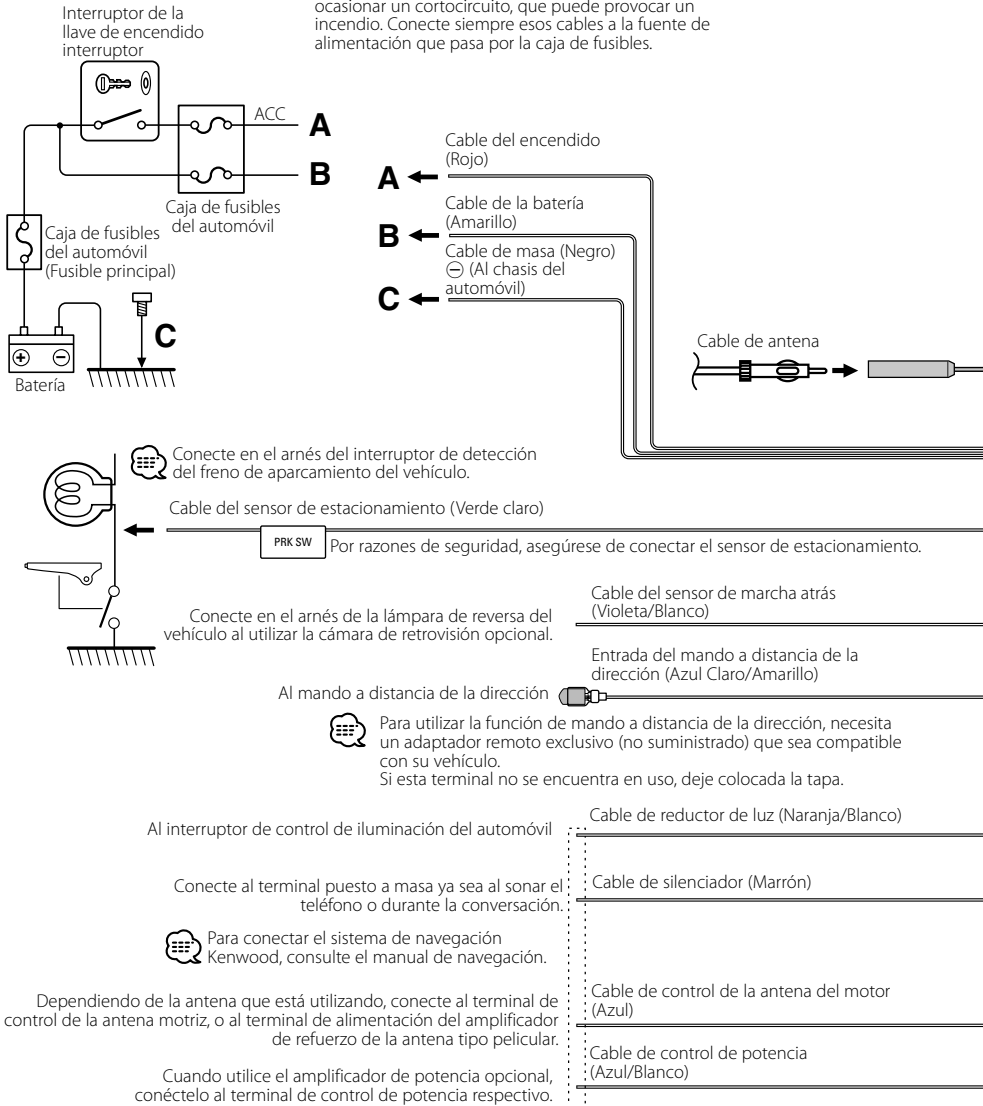 ocasionar un cortocircuito, que puede provocar un
incendio. Conecte siempre esos cables a la fuente de
alimentación que pasa por la caja de fusibles.
Interruptor de la
llave de encendido
interruptor
ACC
A
B
Caja de fusibles
del automóvil
Caja de fusibles
del automóvil
(Fusible principal)
C
Batería
Cable del encendido
(Rojo)
A
Cable de la batería
(Amarillo)
B
Cable de masa (Negro)
⊖ (Al chasis del
automóvil)
C
Cable de antena
Conecte en el arnés del interruptor de detección
del freno de aparcamiento del vehículo.
Cable del sensor de estacionamiento (Verde claro)
PRK SW
Por razones de seguridad, asegúrese de conectar el sensor de estacionamiento.
Conecte en el arnés de la lámpara de reversa del
vehículo al utilizar la cámara de retrovisión opcional.
Cable del sensor de marcha atrás
(Violeta/Blanco)
Entrada del mando a distancia de la
dirección (Azul Claro/Amarillo)
Al mando a distancia de la dirección
Para utilizar la función de mando a distancia de la dirección, necesita
un adaptador remoto exclusivo (no suministrado) que sea compatible
con su vehículo.
Si esta terminal no se encuentra en uso, deje colocada la tapa.
Al interruptor de control de iluminación del automóvil
Cable de reductor de luz (Naranja/Blanco)
Conecte al terminal puesto a masa ya sea al sonar el
teléfono o durante la conversación.
Cable de silenciador (Marrón)
Para conectar el sistema de navegación
Kenwood, consulte el manual de navegación.
Dependiendo de la antena que está utilizando, conecte al terminal de
control de la antena motriz, o al terminal de alimentación del amplificador
de refuerzo de la antena tipo pelicular.
Cable de control de la antena del motor
(Azul)
Cuando utilice el amplificador de potencia opcional,
conéctelo al terminal de control de potencia respectivo.
Cable de control de potencia
(Azul/Blanco)